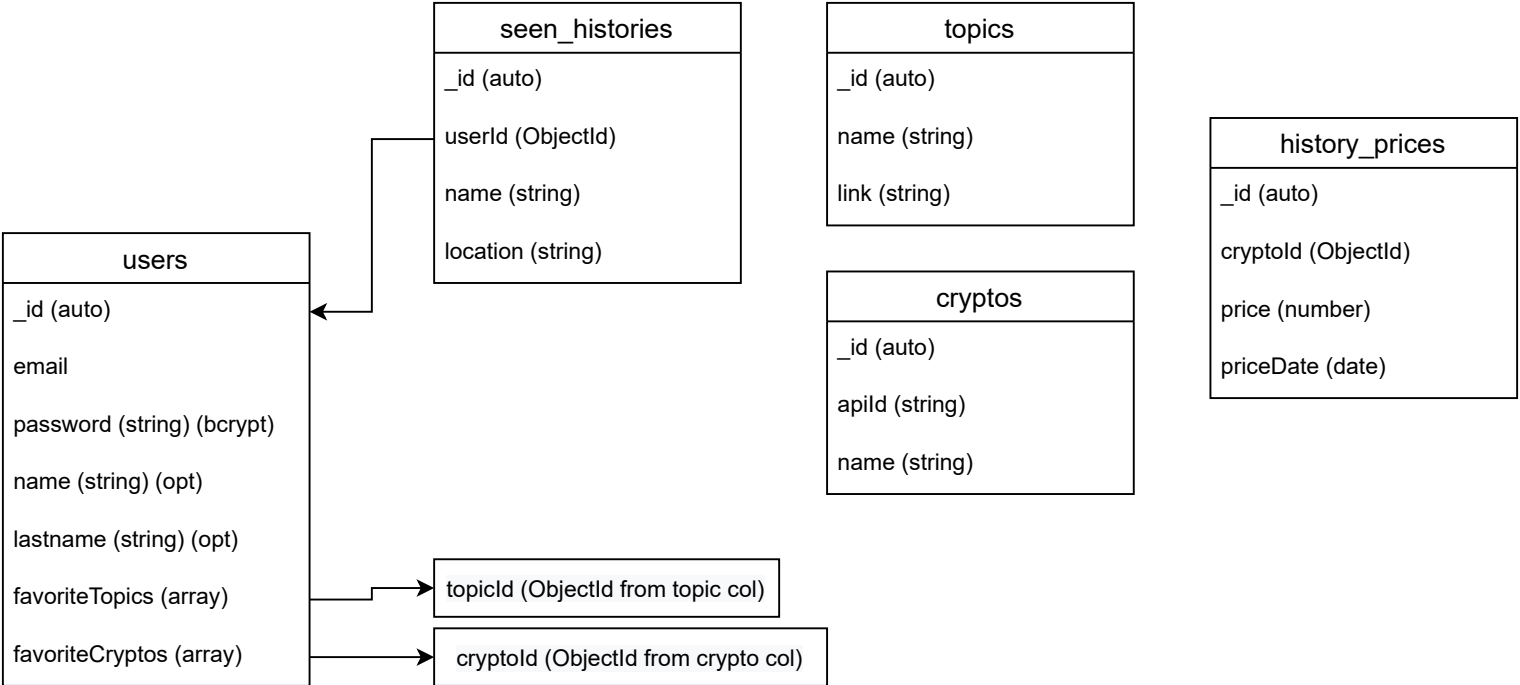 seen_histories
_id (auto)
userId (ObjectId)
name (string)
location (string)
topics
_id (auto)
name (string)
link (string)
history_prices
_id (auto)
cryptoId (ObjectId)
price (number)
priceDate (date)
users
_id (auto)
email
password (string) (bcrypt)
name (string) (opt)
lastname (string) (opt)
favoriteTopics (array)
favoriteCryptos (array)
cryptos
_id (auto)
apiId (string)
name (string)
topicId (ObjectId from topic col)
cryptoId (ObjectId from crypto col)